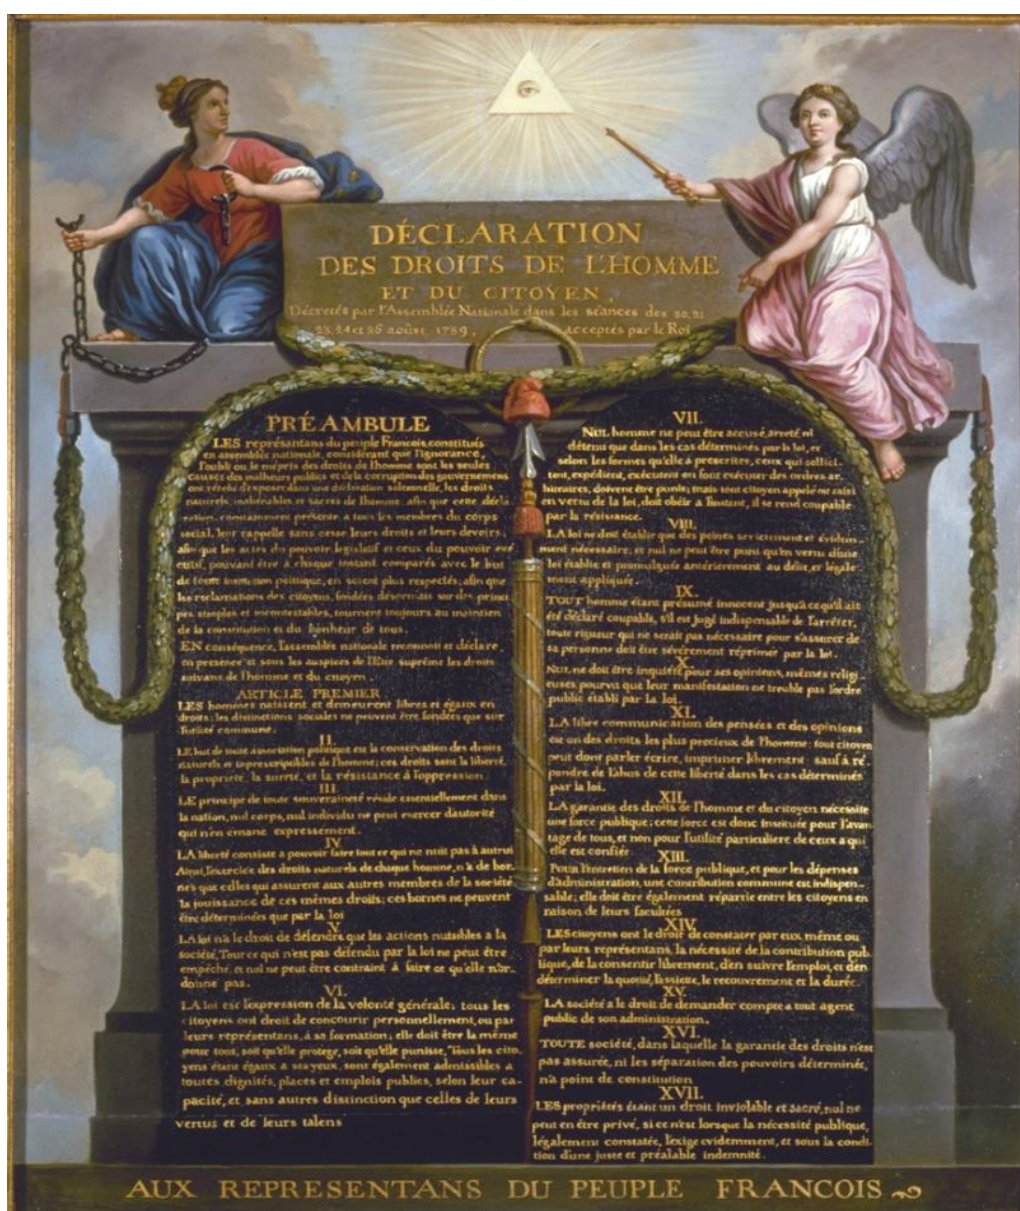 DÉCLARATION
DES DROITS DE L'HOMME
ET DU CITOYEN,
Décretés par l'Assemblée Nationale dans les séances des 20, 21
23, 24 et 26 août 1789, acceptés par le Roi
PRÉAMBULE
LES représantans du peuple Francois, constitués
en assemblée nationale, considérant que l'ignorance,
l'oubli ou le mépris des droits de l'homme sont les seules
causes des malheurs publics et de la corruption des gouvernemens
ont résolu d'exposer dans une déclaration solemnelle, les droits
naturels, inaliénables et sacrés de l'homme; afin que cette décla
ration, constamment présente a tous les membres du corps
social, leur rappelle sans cesse leurs droits et leurs devoirs,
afin que les actes du pouvoir législatif et ceux du pouvoir exé
cutif, pouvant être à chaque instant comparés avec le but
de toute institution politique, en soient plus respectés; afin que
les reclamations des citoyens, fondées désormais sur des princi
pes simples et incontestables, tournent toujours au maintien
de la constitution et du bonheur de tous.
EN conséquence, l'assemblée nationale reconnoit et déclare,
en presence et sous les auspices de l'Etre suprême les droits
suivans de l'homme et du citoyen.
ARTICLE PREMIER
LES hommes naissent et demeurent libres et égaux en
droits; les distinctions sociales ne peuvent être fondées que sur
l'utilité commune.
II.
LE but de toute association politique est la conservation des droits
naturels et inprescriptibles de l'homme; ces droits sont la liberté,
la propriété, la sureté, et la résistance à l'oppression.
III.
LE principe de toute souveraineté réside essentiellement dans
la nation, nul corps, nul individu ne peut exercer d'autorité
qui n'en émane expressement.
IV.
LA liberté consiste a pouvoir faire tout ce qui ne nuit pas à autrui
Ainsi, l'exercice des droits naturels de chaque homme, n'a de bor-
nes que celles qui assurent aux autres membres de la société
la jouissance de ces mêmes droits; ces bornes ne peuvent
être déterminées que par la loi
V.
LA loi n'a le droit de défendre que les actions nuisibles a la
société. Tout ce qui n'est pas défendu par la loi ne peut être
empêché, et nul ne peut être contraint à faire ce qu'elle n'or-
donne pas.
VI.
LA loi est l'expression de la volonté générale; tous les
citoyens ont droit de concourir personnellement, ou par
leurs représentans, à sa formation; elle doit être la même
pour tous, soit qu'elle protege, soit qu'elle punisse, Tous les cito-
yens étant égaux a ses yeux, sont également admissibles a
toutes dignités, places et emplois publics, selon leur ca-
pacité, et sans autres distinction que celles de leurs
vertus et de leurs talens
VII.
NUL homme ne peut être accusé, arreté, ni
détenu que dans les cas déterminés par la loi, et
selon les formes qu'elle à prescrites, ceux qui sollici-
tent, expédient, exécutent ou font exécuter des ordres ar-
bitraires, doivent être punis; mais tout citoyen appelé ou saisi
en vertu de la loi, doit obéir a l'instant, il se rend coupable
par la résistance.
VIII.
LA loi ne doit établir que des peines strictement et évidem-
ment nécessaire, et nul ne peut être puni qu'en vertu d'une
loi établie et promulguée antérierement au délit, et légale-
ment appliquée.
IX.
TOUT homme étant présumé innocent jusqu'à ce qu'il ait
été déclaré coupable, s'il est jugé indispensable de l'arrêter,
toute rigueur qui ne serait pas nécessaire pour s'assurer de
sa personne doit être sévèrement réprimée par la loi.
X.
NUL ne doit être inquiété pour ses opinions, mêmes religi-
euses pourvu que leur manifestation ne trouble pas l'ordre
public établi par la loi.
XI.
LA libre communication des pensées et des opinions
est un des droits les plus precieux de l'homme; tout citoyen
peut donc parler écrire, imprimer librement; sauf à ré
pondre de l'abus de cette liberté dans les cas déterminés
par la loi.
XII.
LA garantie des droits de l'homme et du citoyen nécessite
une force publique; cette force est donc instituée pour l'avan
tage de tous, et non pour l'utilité particuliere de ceux a qui
elle est confiée.
XIII.
POUR l'entretien de la force publique, et pour les dépenses
d'administration, une contribution commune est indispen-
sable; elle doit être également répartie entre les citoyens en
raison de leurs facultées
XIV.
LES citoyens ont le droit de constater par eux même ou
par leurs représentans, la nécessité de la contribution pub-
lique, de la consentir librement, d'en suivre l'emploi, et d'en
déterminer la quotité, l'assiette, le recouvrement et la durée.
XV.
LA société a le droit de demander compte a tout agent
public de son administration.
XVI.
TOUTE société, dans laquelle la garantie des droits n'est
pas assurée, ni les séparation des pouvoirs déterminée,
n'a point de constitution
XVII.
LES propriétés étant un droit inviolable et sacré, nul ne
peut en être privé, si ce n'est lorsque la nécessité publique,
légalement constatée, l'exige evidemment, et sous la condi-
tion d'une juste et préalable indemnité.
AUX REPRESENTANS DU PEUPLE FRANCOIS